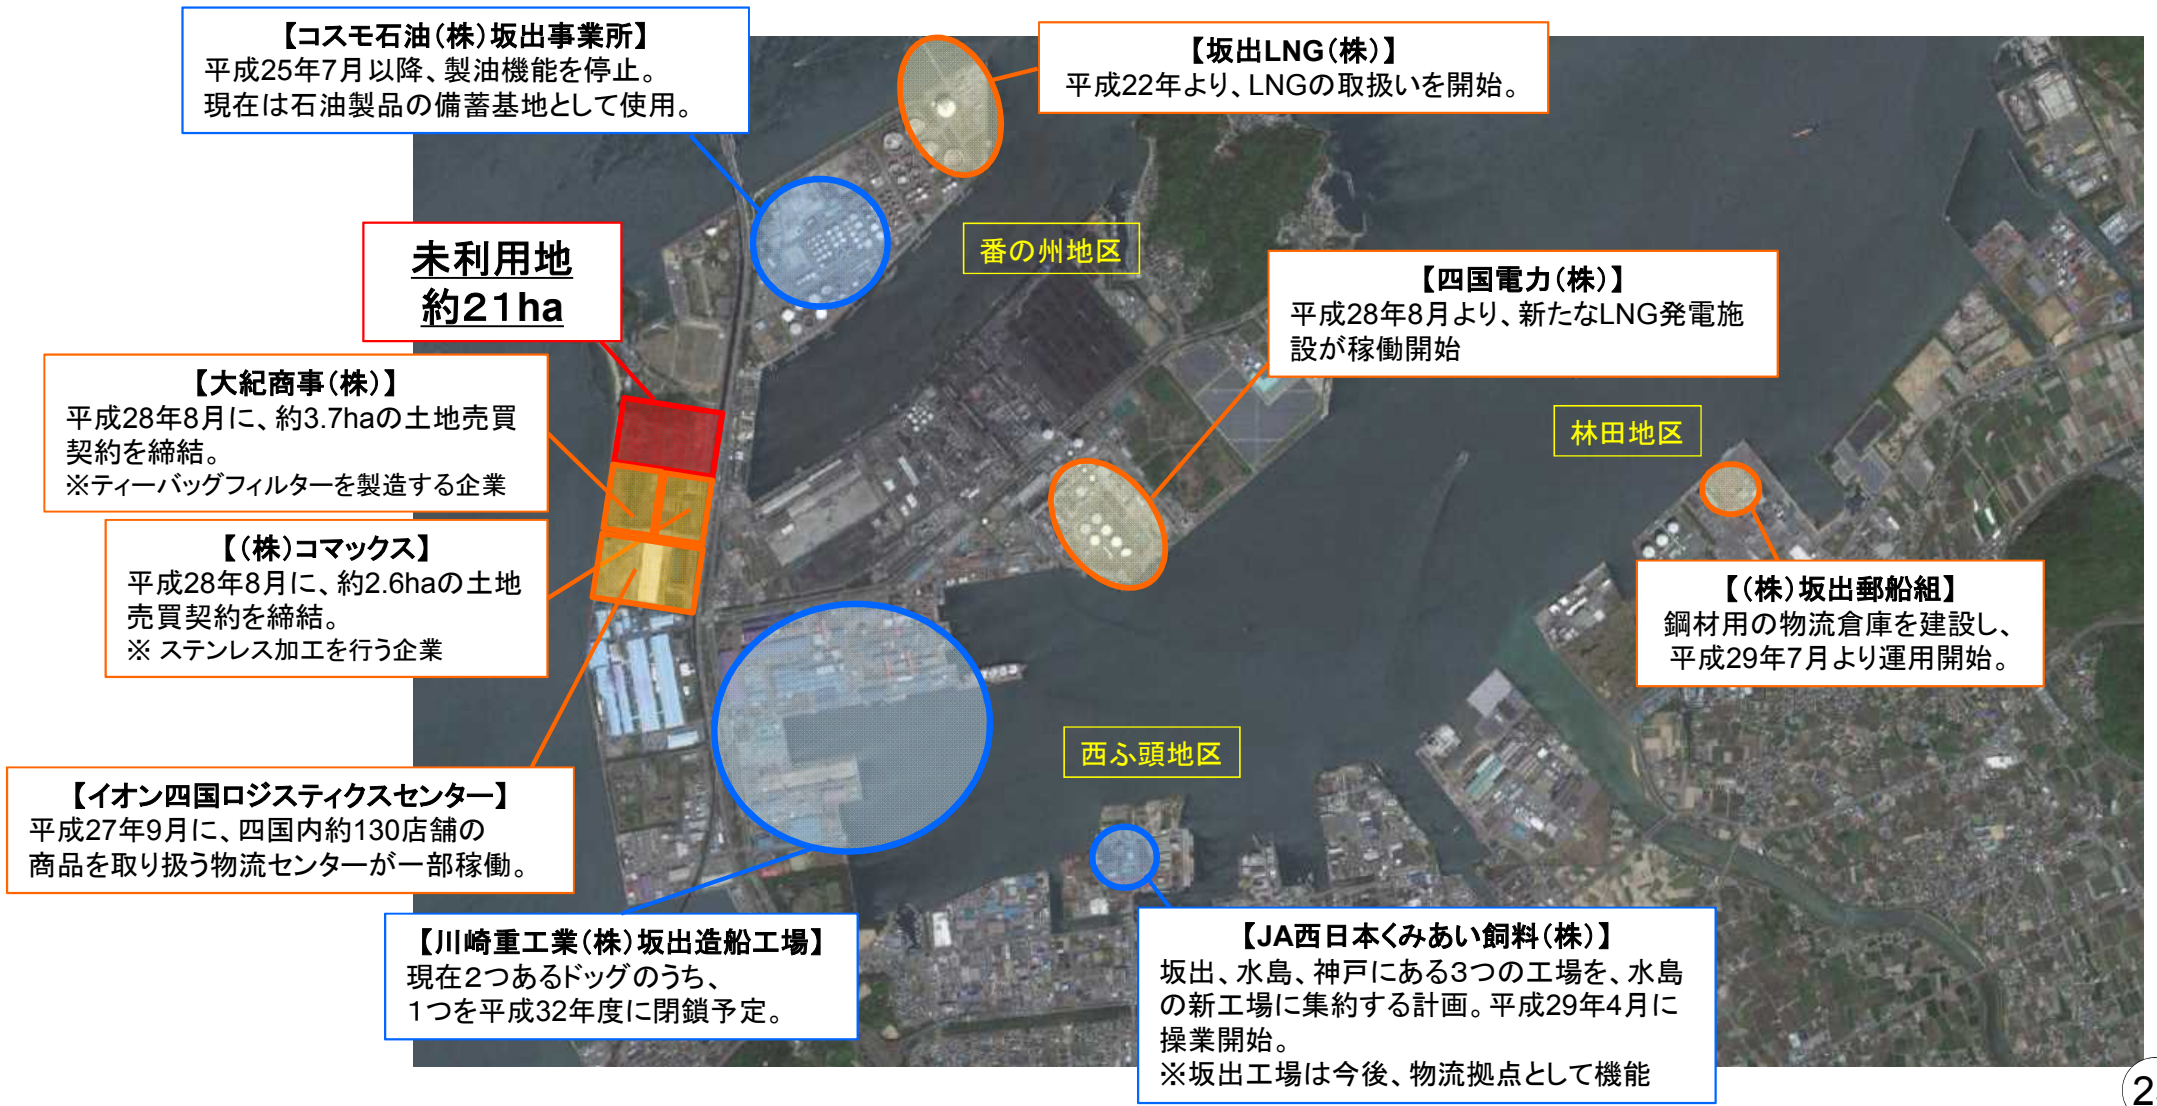 【コスモ石油(株)坂出事業所】
平成25年7月以降、製油機能を停止。
現在は石油製品の備蓄基地として使用。
【坂出LNG(株)】
平成22年より、LNGの取扱いを開始。
未利用地
約21ha
番の州地区
【四国電力(株)】
平成28年8月より、新たなLNG発電施
設が稼働開始
【大紀商事(株)】
平成28年8月に、約3.7haの土地売買
契約を締結。
※ティーバッグフィルターを製造する企業
林田地区
【(株)コマックス】
平成28年8月に、約2.6haの土地
売買契約を締結。
※ ステンレス加工を行う企業
【(株)坂出郵船組】
鋼材用の物流倉庫を建設し、
平成29年7月より運用開始。
西ふ頭地区
【イオン四国ロジスティクスセンター】
平成27年9月に、四国内約130店舗の
商品を取り扱う物流センターが一部稼働。
【川崎重工業(株)坂出造船工場】
現在2つあるドッグのうち、
1つを平成32年度に閉鎖予定。
【JA西日本くみあい飼料(株)】
坂出、水島、神戸にある3つの工場を、水島
の新工場に集約する計画。平成29年4月に
操業開始。
※坂出工場は今後、物流拠点として機能